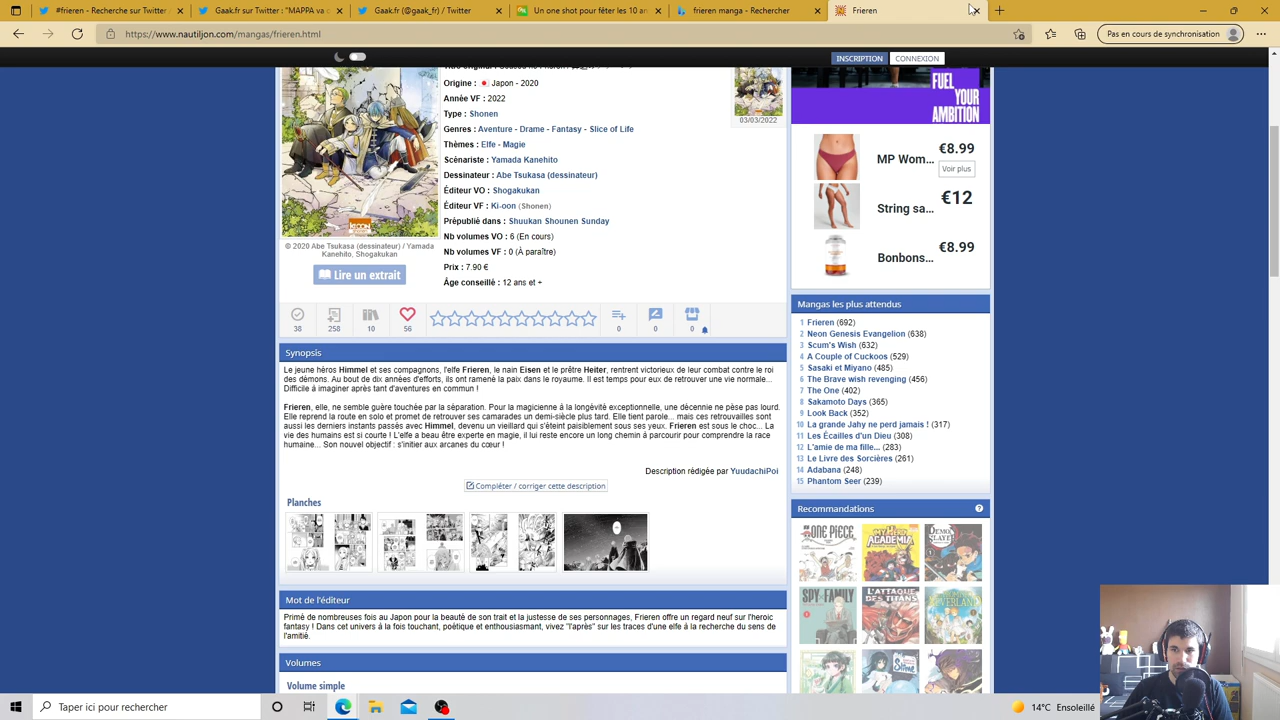 #frieren - Recherche sur Twitter
Gaak.fr sur Twitter : "MAPPA va c
Gaak.fr (@gaak_fr) / Twitter
Un one shot pour fêter les 10 an
frieren manga - Recherche
Frieren
https://www.nautiljon.com/mangas/frieren.html
Pas en cours de synchronisation
INSCRIPTION
CONNEXION
Origine : Japon - 2020
Année VF : 2022
Type : Shonen
Genres : Aventure - Drame - Fantasy - Slice of Life
Thèmes : Elfe - Magie
Scénariste : Yamada Kanehito
Dessinateur : Abe Tsukasa (dessinateur)
Éditeur VO : Shogakukan
Éditeur VF : Ki-oon (Shonen)
Prépublié dans : Shuukan Shounen Sunday
Nb volumes VO : 6 (En cours)
Nb volumes VF : 0 (À paraître)
Prix : 7.90 €
Âge conseillé : 12 ans et +
03/03/2022
© 2020 Abe Tsukasa (dessinateur) / Yamada
Kanehito, Shogakukan
Lire un extrait
38
258
10
56
0
0
0
Synopsis
Le jeune héros Himmel et ses compagnons, l'elfe Frieren, le nain Eisen et le prêtre Heiter, rentrent victorieux de leur combat contre le roi
des démons. Au bout de dix années d'efforts, ils ont ramené la paix dans le royaume. Il est temps pour eux de retrouver une vie normale...
Difficile à imaginer après tant d'aventures en commun !
Frieren, elle, ne semble guère touchée par la séparation. Pour la magicienne à la longévité exceptionnelle, une décennie ne pèse pas lourd.
Elle reprend la route en solo et promet de retrouver ses camarades un demi-siècle plus tard. Elle tient parole... mais ces retrouvailles sont
aussi les derniers instants passés avec Himmel, devenu un vieillard qui s'éteint paisiblement sous ses yeux. Frieren est sous le choc... La
vie des humains est si courte ! L'elfe a beau être experte en magie, il lui reste encore un long chemin à parcourir pour comprendre la race
humaine... Son nouvel objectif : s'initier aux arcanes du cœur !
Description rédigée par YuudachiPoi
Compléter / corriger cette description
Planches
Mot de l'éditeur
Primé de nombreuses fois au Japon pour la beauté de son trait et la justesse de ses personnages, Frieren offre un regard neuf sur l'heroic
fantasy ! Dans cet univers à la fois touchant, poétique et enthousiasmant, vivez "l'après" sur les traces d'une elfe à la recherche du sens de
l'amitié.
Volumes
Volume simple
FUEL
YOUR
AMBITION
MP Wom... €8.99
Voir plus
String sa... €12
Bonbons... €8.99
Mangas les plus attendus
1 Frieren (692)
2 Neon Genesis Evangelion (638)
3 Scum's Wish (632)
4 A Couple of Cuckoos (529)
5 Sasaki et Miyano (485)
6 The Brave wish revenging (456)
7 The One (402)
8 Sakamoto Days (365)
9 Look Back (352)
10 La grande Jahy ne perd jamais ! (317)
11 Les Écailles d'un Dieu (308)
12 L'amie de ma fille... (283)
13 Le Livre des Sorcières (261)
14 Adabana (248)
15 Phantom Seer (239)
Recommandations
ONE PIECE
MY HERO
ACADEMIA
DEMON
SLAYER
SPY×FAMILY
L'ATTAQUE
DES TITANS
NEVERLAND
Taper ici pour rechercher
14°C Ensoleillé